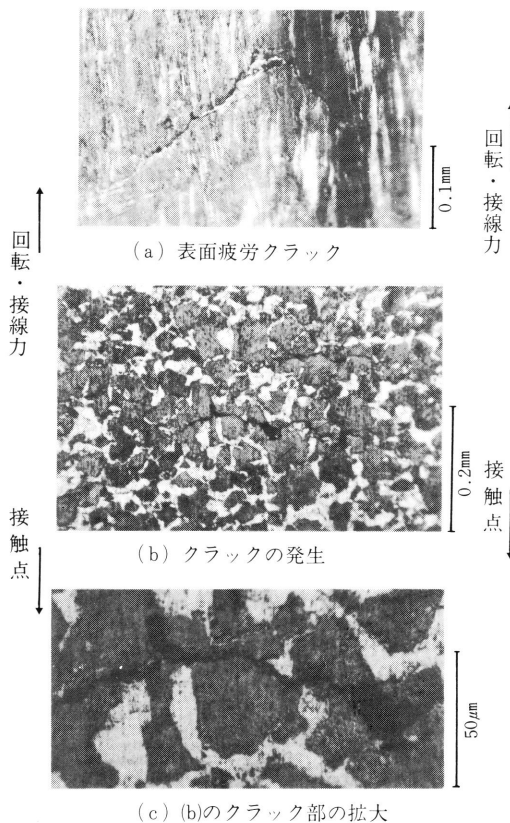 回転・接線力
0.1mm
(a) 表面疲労クラック
回転・接線力
0.2mm
接触点
(b) クラックの発生
接触点
50μm
(c) (b)のクラック部の拡大